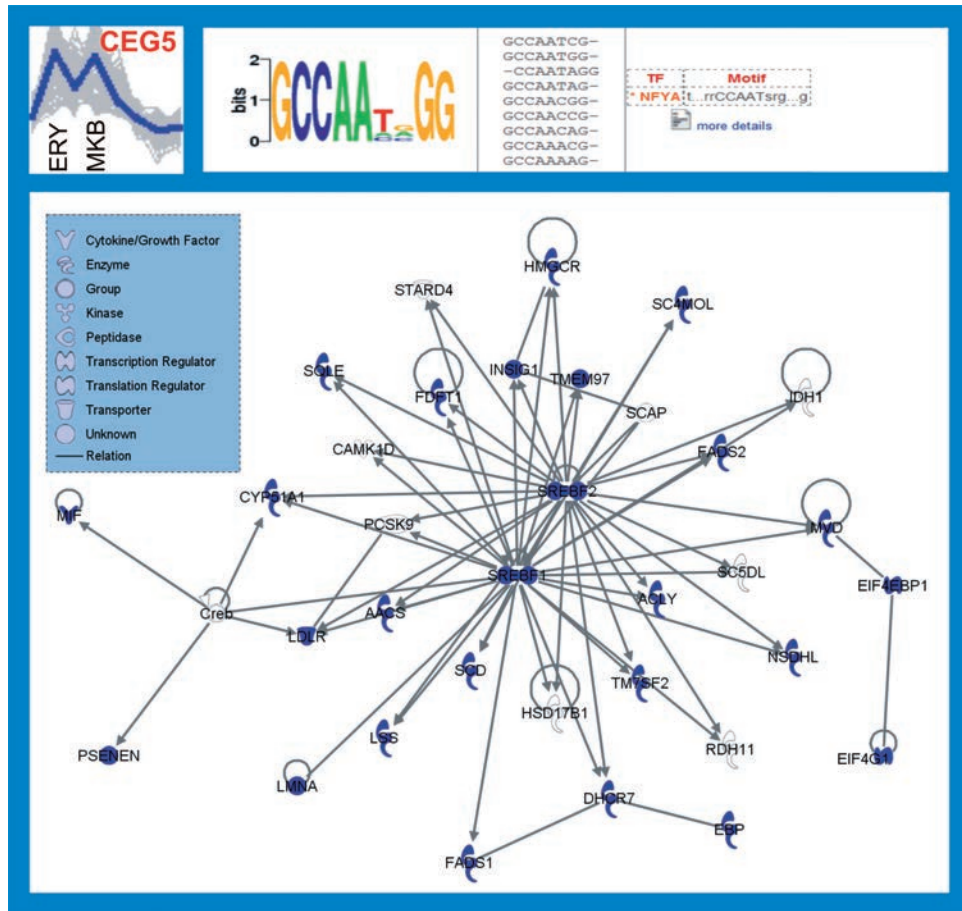 CEG5
ERY
MKB
bits
2
1
0
GCCAAT GG
GCCAATCG-
GCCAATGG-
-CCAATAGG
GCCAATAG-
GCCAACGG-
GCCAACCG-
GCCAACAG-
GCCAAACG-
GCCAAAAG-
TF Motif
* NFYA t...rrCCAATsrg...g
more details
Cytokine/Growth Factor
Enzyme
Group
Kinase
Peptidase
Transcription Regulator
Translation Regulator
Transporter
Unknown
Relation
HMGCR
STARD4
SC4MOL
SQLE
INSIG1
TMEM97
FDFT1
IDH1
SCAP
CAMK1D
FADS2
CYP51A1
SREBF2
MIF
PCSK9
MVD
SREBF1
SC5DL
EIF4EBP1
Creb
AACS
ACLY
LDLR
NSDHL
SCD
TM7SF2
HSD17B1
LSS
RDH11
PSENEN
EIF4G1
LMNA
DHCR7
EBP
FADS1